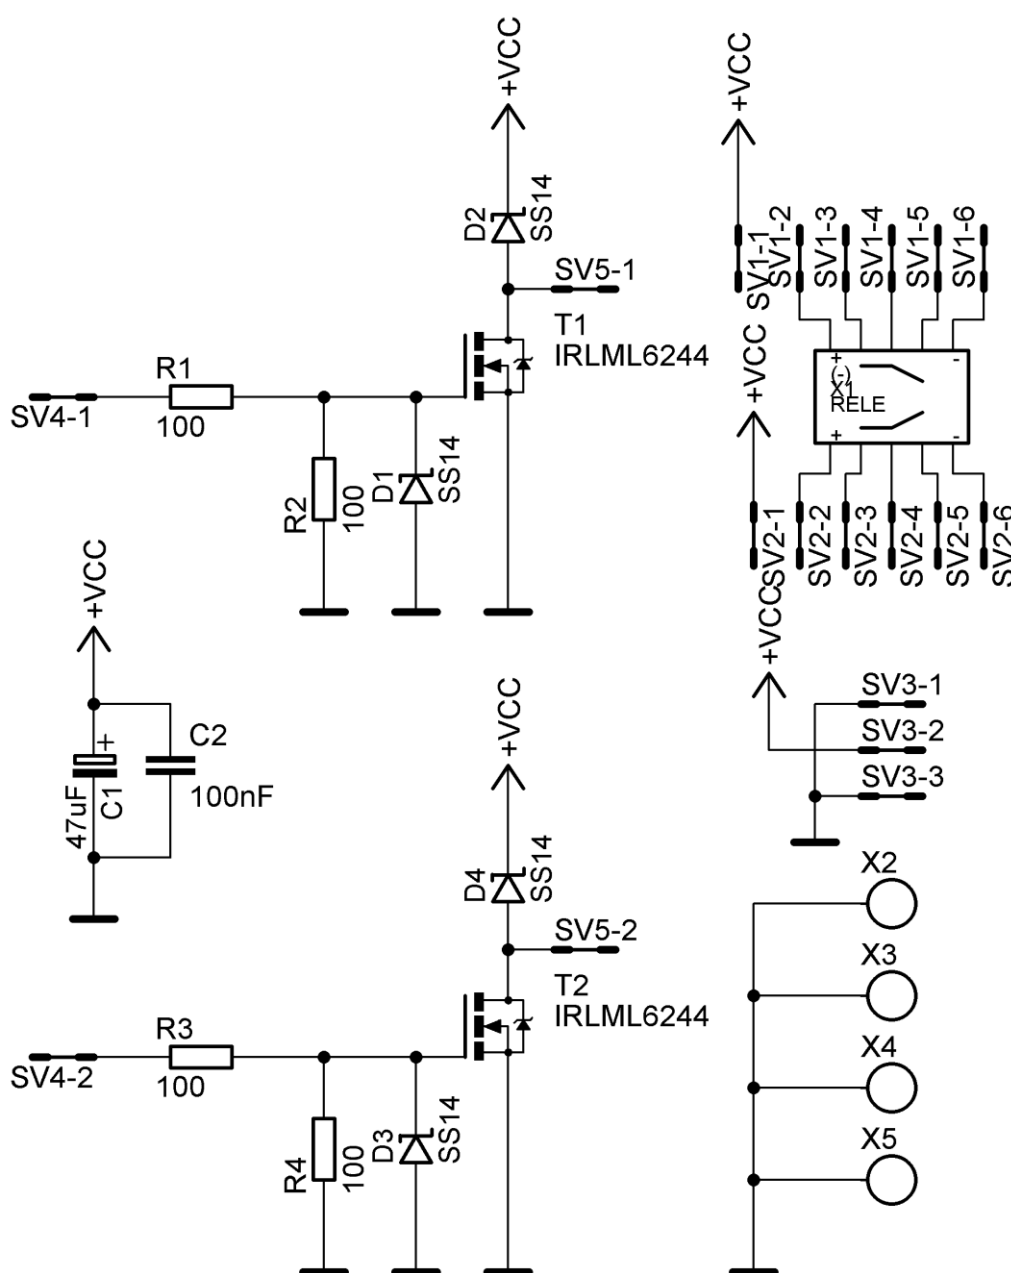 +VCC
D2
SS14
SV5-1
T1
IRLML6244
R1
100
SV4-1
R2
100
D1
SS14
+VCC
SV1-1
SV1-2
SV1-3
SV1-4
SV1-5
SV1-6
+VCC
+ -
(-)
X1
RELE
+ -
SV2-1
SV2-2
SV2-3
SV2-4
SV2-5
SV2-6
+VCC
+
47uF
C1
C2
100nF
+VCC
SV3-1
SV3-2
SV3-3
+VCC
D4
SS14
SV5-2
T2
IRLML6244
R3
100
SV4-2
R4
100
D3
SS14
X2
X3
X4
X5